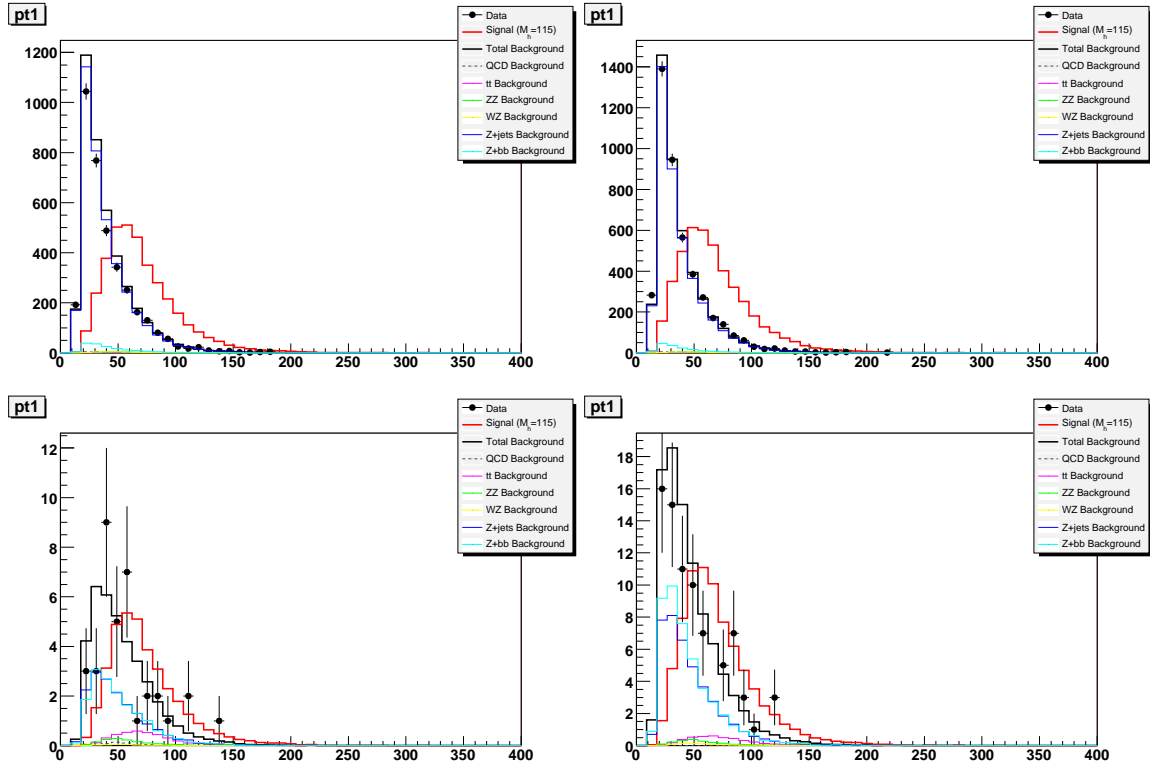 pt1
Data
Signal (M_h=115)
Total Background
QCD Background
tt Background
ZZ Background
WZ Background
Z+jets Background
Z+bb Background
1200
1000
800
600
400
200
0
0 50 100 150 200 250 300 350 400
pt1
Data
Signal (M_h=115)
Total Background
QCD Background
tt Background
ZZ Background
WZ Background
Z+jets Background
Z+bb Background
1400
1200
1000
800
600
400
200
0
0 50 100 150 200 250 300 350 400
pt1
Data
Signal (M_h=115)
Total Background
QCD Background
tt Background
ZZ Background
WZ Background
Z+jets Background
Z+bb Background
12
10
8
6
4
2
0
0 50 100 150 200 250 300 350 400
pt1
Data
Signal (M_h=115)
Total Background
QCD Background
tt Background
ZZ Background
WZ Background
Z+jets Background
Z+bb Background
18
16
14
12
10
8
6
4
2
0
0 50 100 150 200 250 300 350 400